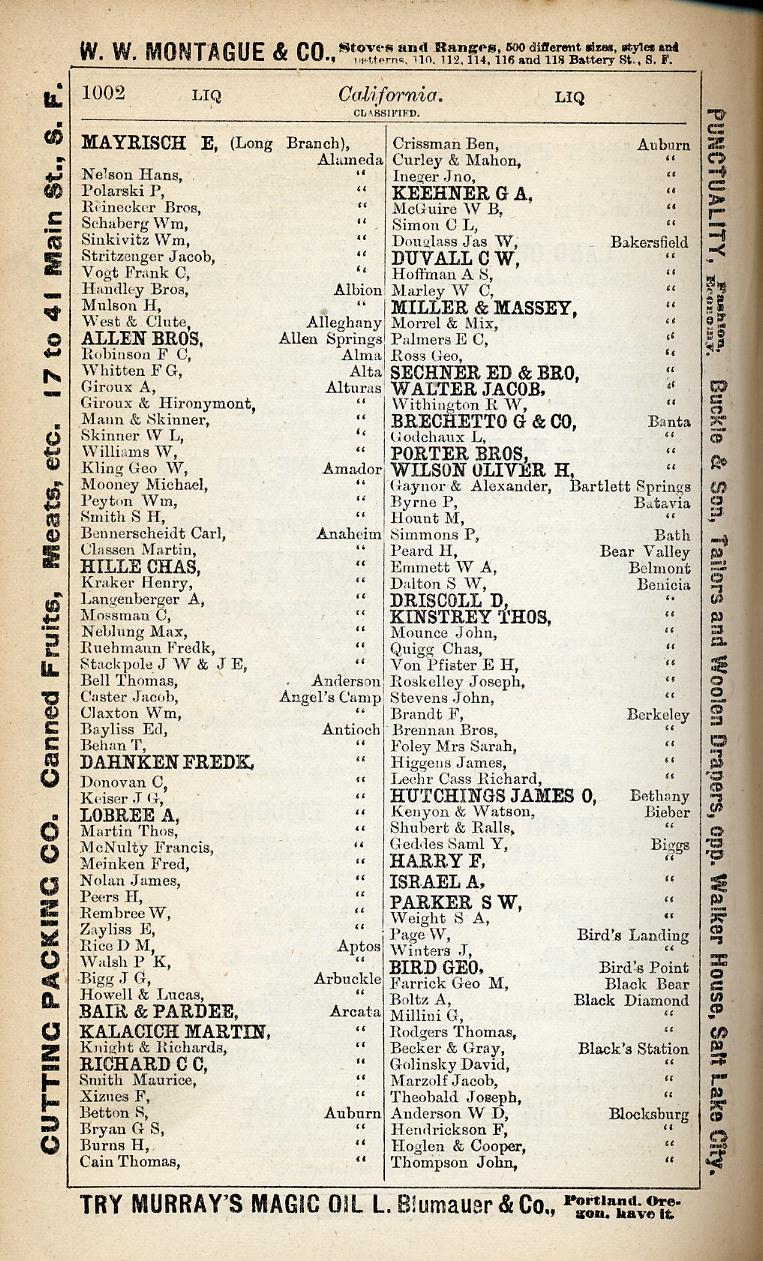 W. W. MONTAGUE & CO., Stoves and Ranges, 500 different sizes, styles and
patterns, 110, 112, 114, 116 and 118 Battery St., S. F.
CUTTING PACKING CO. Canned Fruits, Meats, etc. 17 to 41 Main St., S. F.
1002 LIQ California. LIQ
CLASSIFIED.
MAYRISCH E, (Long Branch),
Alameda
Nelson Hans, “
Polarski P, “
Reinecker Bros, “
Schaberg Wm, “
Sinkivitz Wm, “
Stritzenger Jacob, “
Vogt Frank C, “
Handley Bros, Albion
Mulson H, “
West & Clute, Alleghany
ALLEN BROS, Allen Springs
Robinson F C, Alma
Whitten F G, Alta
Giroux A, Alturas
Giroux & Hironymont, “
Mann & Skinner, “
Skinner W L, “
Williams W, “
Kling Geo W, Amador
Mooney Michael, “
Peyton Wm, “
Smith S H, “
Bennerscheidt Carl, Anaheim
Classen Martin, “
HILLE CHAS, “
Kraker Henry, “
Langenberger A, “
Mossman C, “
Neblung Max, “
Ruehmann Fredk, “
Stackpole J W & J E, “
Bell Thomas, Anderson
Caster Jacob, Angel's Camp
Claxton Wm, “
Bayliss Ed, Antioch
Behan T, “
DAHNKEN FREDK, “
Donovan C, “
Keiser J G, “
LOBREE A, “
Martin Thos, “
McNulty Francis, “
Meinken Fred, “
Nolan James, “
Peers H, “
Rembree W, “
Zayliss E, “
Rice D M, Aptos
Walsh P K, “
Bigg J G, Arbuckle
Howell & Lucas, “
BAIR & PARDEE, Arcata
KALACICH MARTIN, “
Knight & Richards, “
RICHARD C C, “
Smith Maurice, “
Xiznes F, “
Betton S, Auburn
Bryan G S, “
Burns H, “
Cain Thomas, “
Crissman Ben, Auburn
Curley & Mahon, “
Ineger Jno, “
KEEHNER G A, “
McGuire W B, “
Simon C L, “
Douglass Jas W, Bakersfield
DUVALL C W, “
Hoffman A S, “
Marley W C, “
MILLER & MASSEY, “
Morrel & Mix, “
Palmers E C, “
Ross Geo, “
SECHNER ED & BRO, “
WALTER JACOB, “
Withington R W, “
BRECHETTO G & CO, Banta
Godchaux L, “
PORTER BROS, “
WILSON OLIVER H, “
Gaynor & Alexander, Bartlett Springs
Byrne P, Batavia
Hount M, “
Simmons P, Bath
Peard H, Bear Valley
Emmett W A, Belmont
Dalton S W, Benicia
DRISCOLL D, “
KINSTREY THOS, “
Mounce John, “
Quigg Chas, “
Von Pfister E H, “
Roskelley Joseph, “
Stevens John, “
Brandt F, Berkeley
Brennan Bros, “
Foley Mrs Sarah, “
Higgens James, “
Lechr Cass Richard, “
HUTCHINGS JAMES O, Bethany
Kenyon & Watson, Bieber
Shubert & Ralls, “
Geddes Saml Y, Biggs
HARRY F, “
ISRAEL A, “
PARKER S W, “
Weight S A, “
Page W, Bird's Landing
Winters J, “
BIRD GEO, Bird's Point
Farrick Geo M, Black Bear
Boltz A, Black Diamond
Millini G, “
Rodgers Thomas, “
Becker & Gray, Black's Station
Golinsky David, “
Marzolf Jacob, “
Theobald Joseph, “
Anderson W D, Blocksburg
Hendrickson F, “
Hoglen & Cooper, “
Thompson John, “
PUNCTUALITY, Fashion, Economy. Buckle & Son, Tailors and Woolen Drapers, opp. Walker House, Salt Lake City.
TRY MURRAY'S MAGIC OIL L. Blumauer & Co., Portland, Ore-
gon, have it.